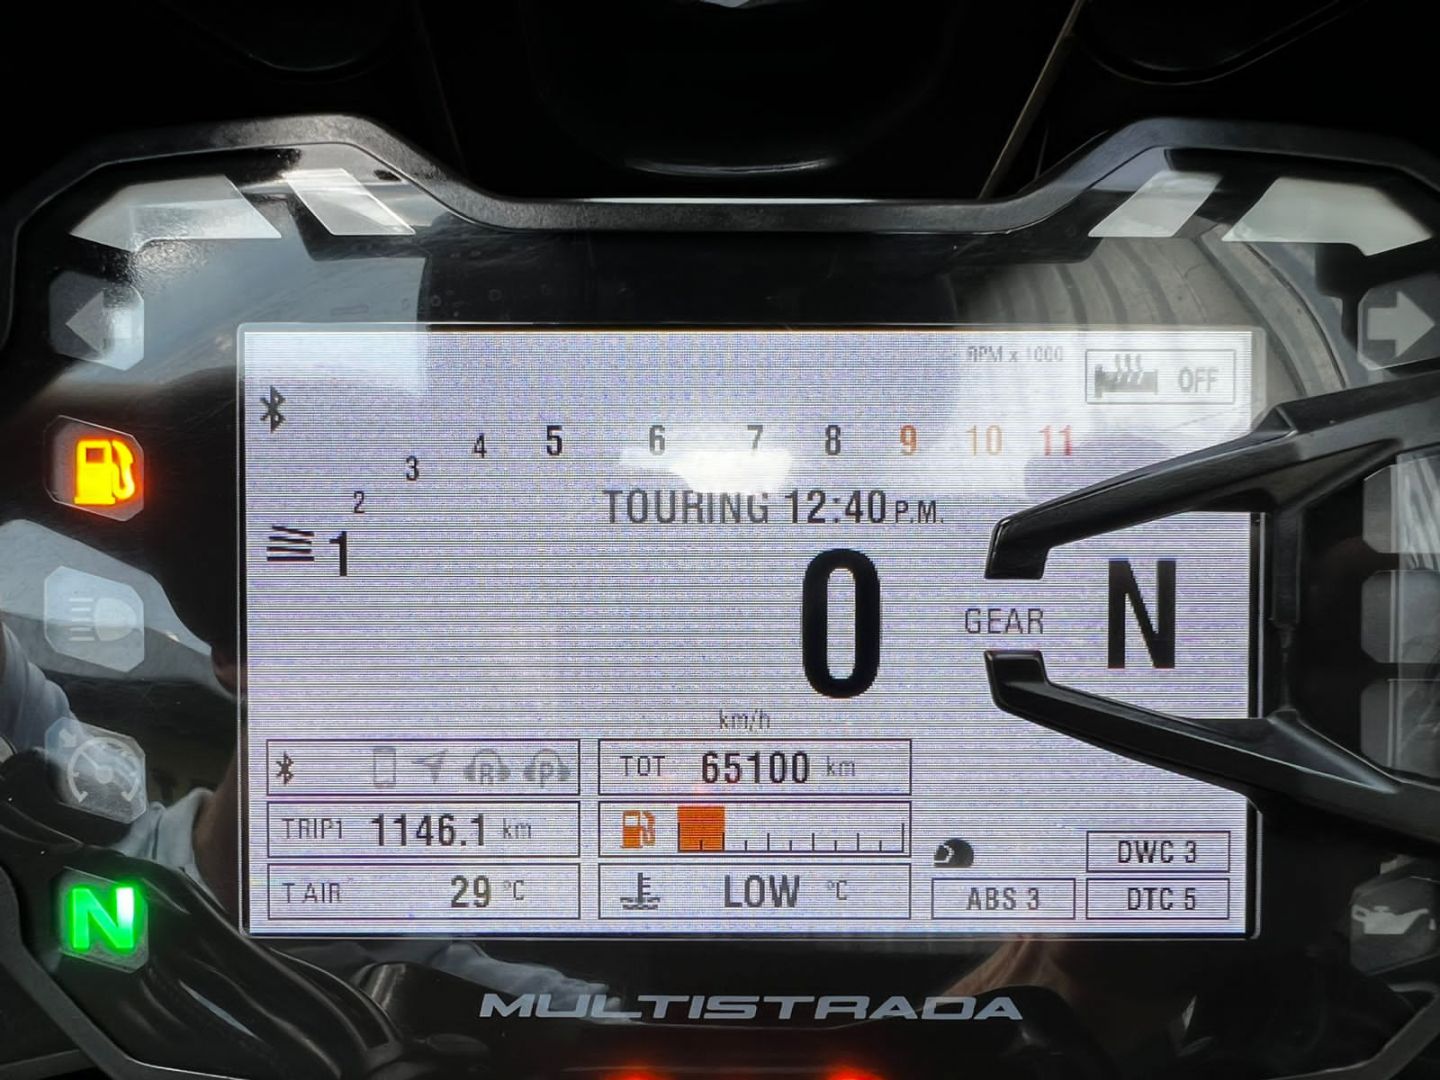 RPM x 1000
OFF
1 2 3 4 5 6 7 8 9 10 11
TOURING 12:40 P.M.
0
km/h
GEAR N
R P
TOT 65100 km
TRIP1 1146.1 km
T AIR 29 °C
LOW °C
DWC 3
ABS 3
DTC 5
N
MULTISTRADA